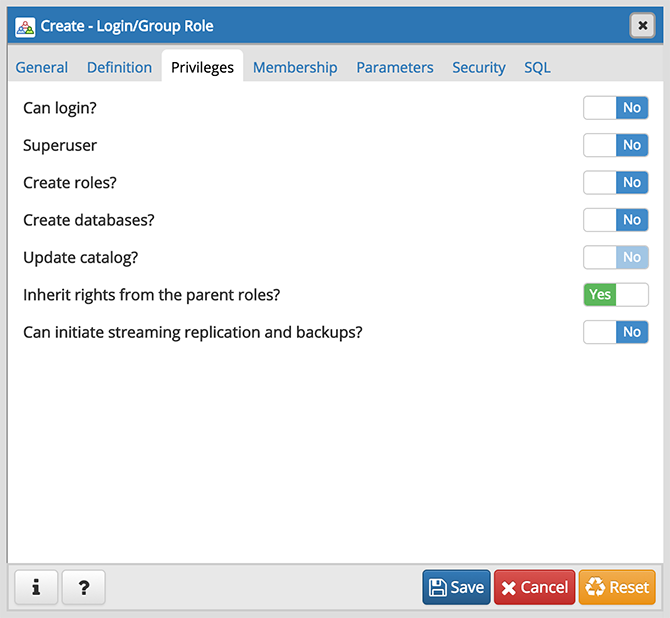 Create - Login/Group Role
General Definition Privileges Membership Parameters Security SQL
Can login? No
Superuser No
Create roles? No
Create databases? No
Update catalog? No
Inherit rights from the parent roles? Yes
Can initiate streaming replication and backups? No
i ? Save Cancel Reset